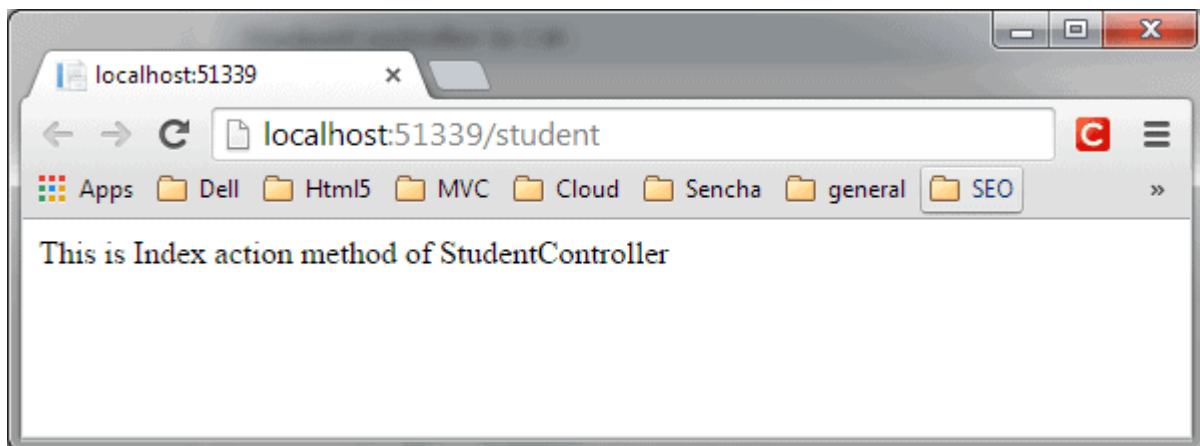 localhost:51339
localhost:51339/student
Apps Dell Html5 MVC Cloud Sencha general SEO »
This is Index action method of StudentController